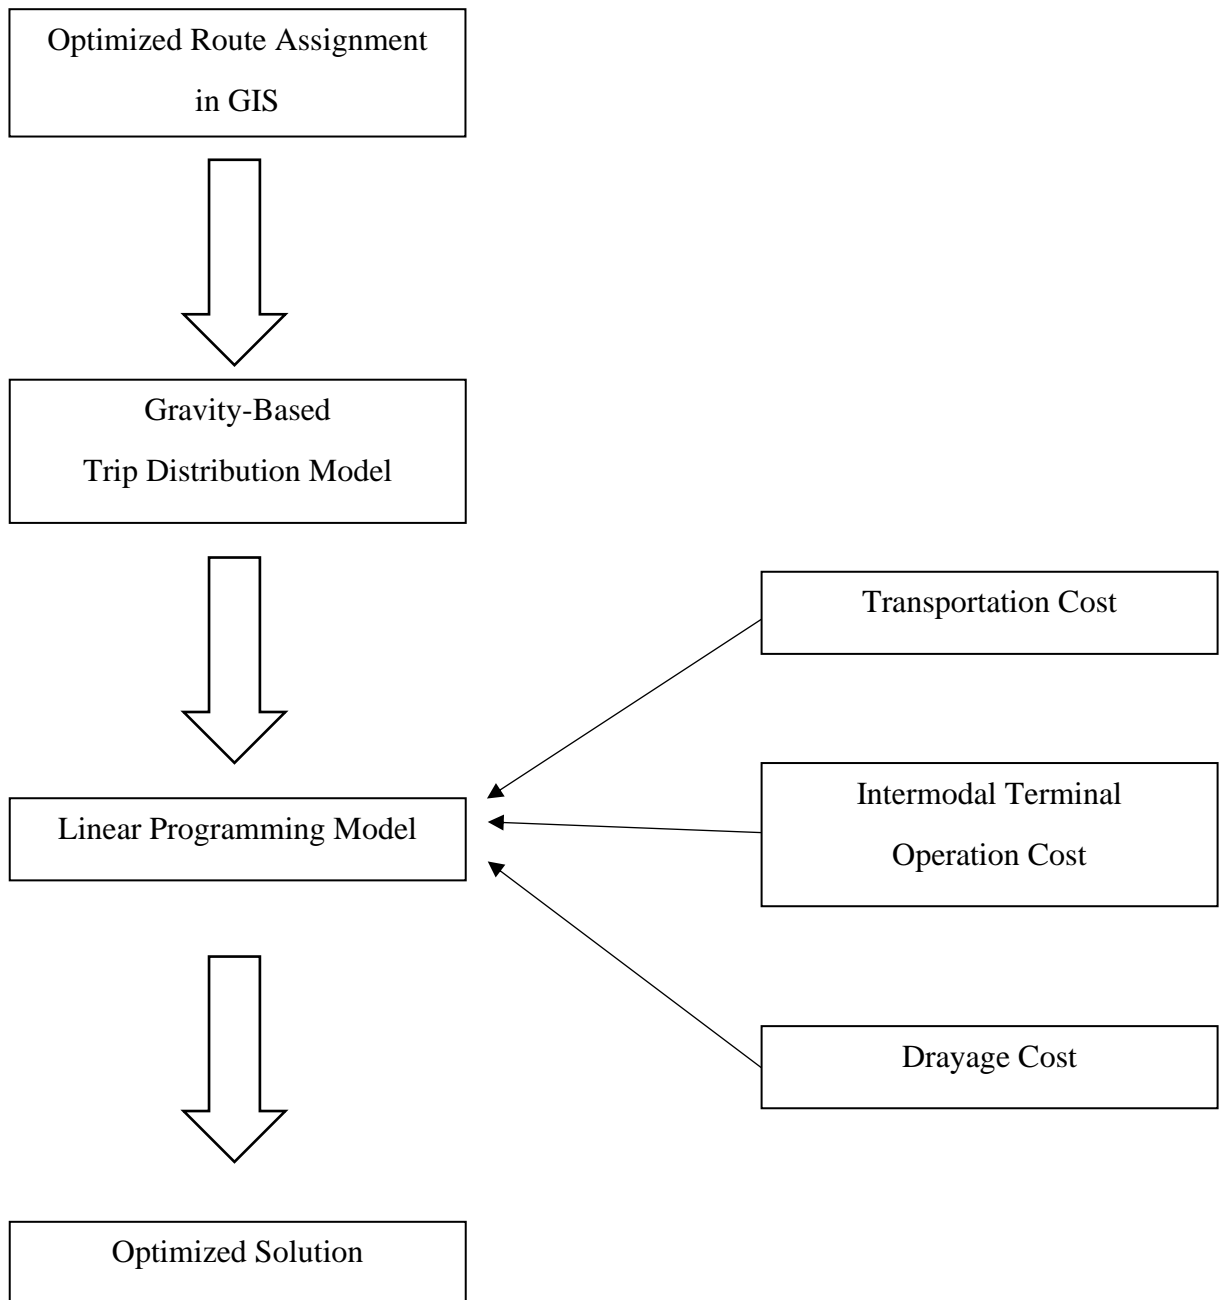 Optimized Route Assignment
in GIS
Gravity-Based
Trip Distribution Model
Transportation Cost
Linear Programming Model
Intermodal Terminal
Operation Cost
Drayage Cost
Optimized Solution